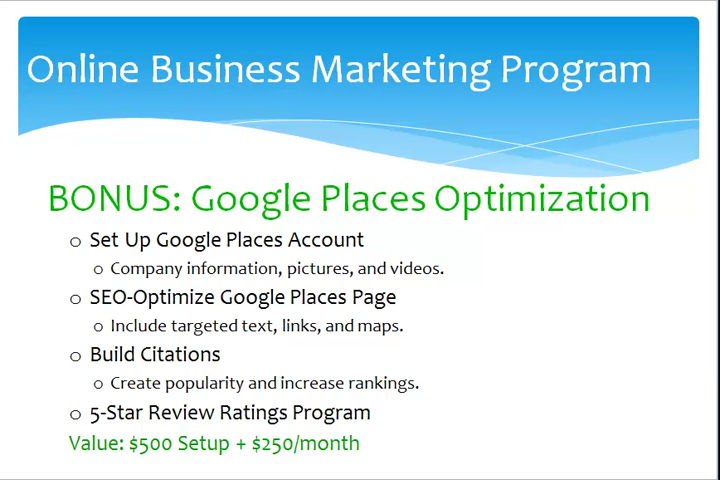 Online Business Marketing Program
BONUS: Google Places Optimization
o Set Up Google Places Account
o Company information, pictures, and videos.
o SEO-Optimize Google Places Page
o Include targeted text, links, and maps.
o Build Citations
o Create popularity and increase rankings.
o 5-Star Review Ratings Program
Value: $500 Setup + $250/month